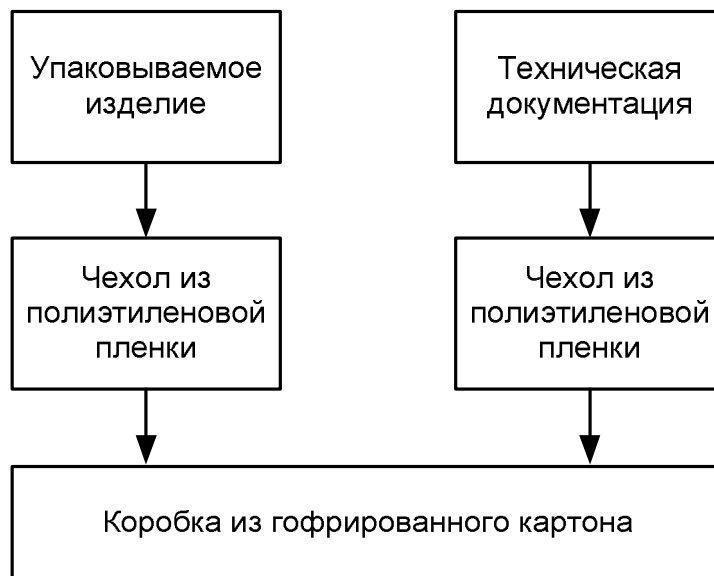 Упаковываемое
изделие
Техническая
документация
Чехол из
полиэтиленовой
пленки
Чехол из
полиэтиленовой
пленки
Коробка из гофрированного картона